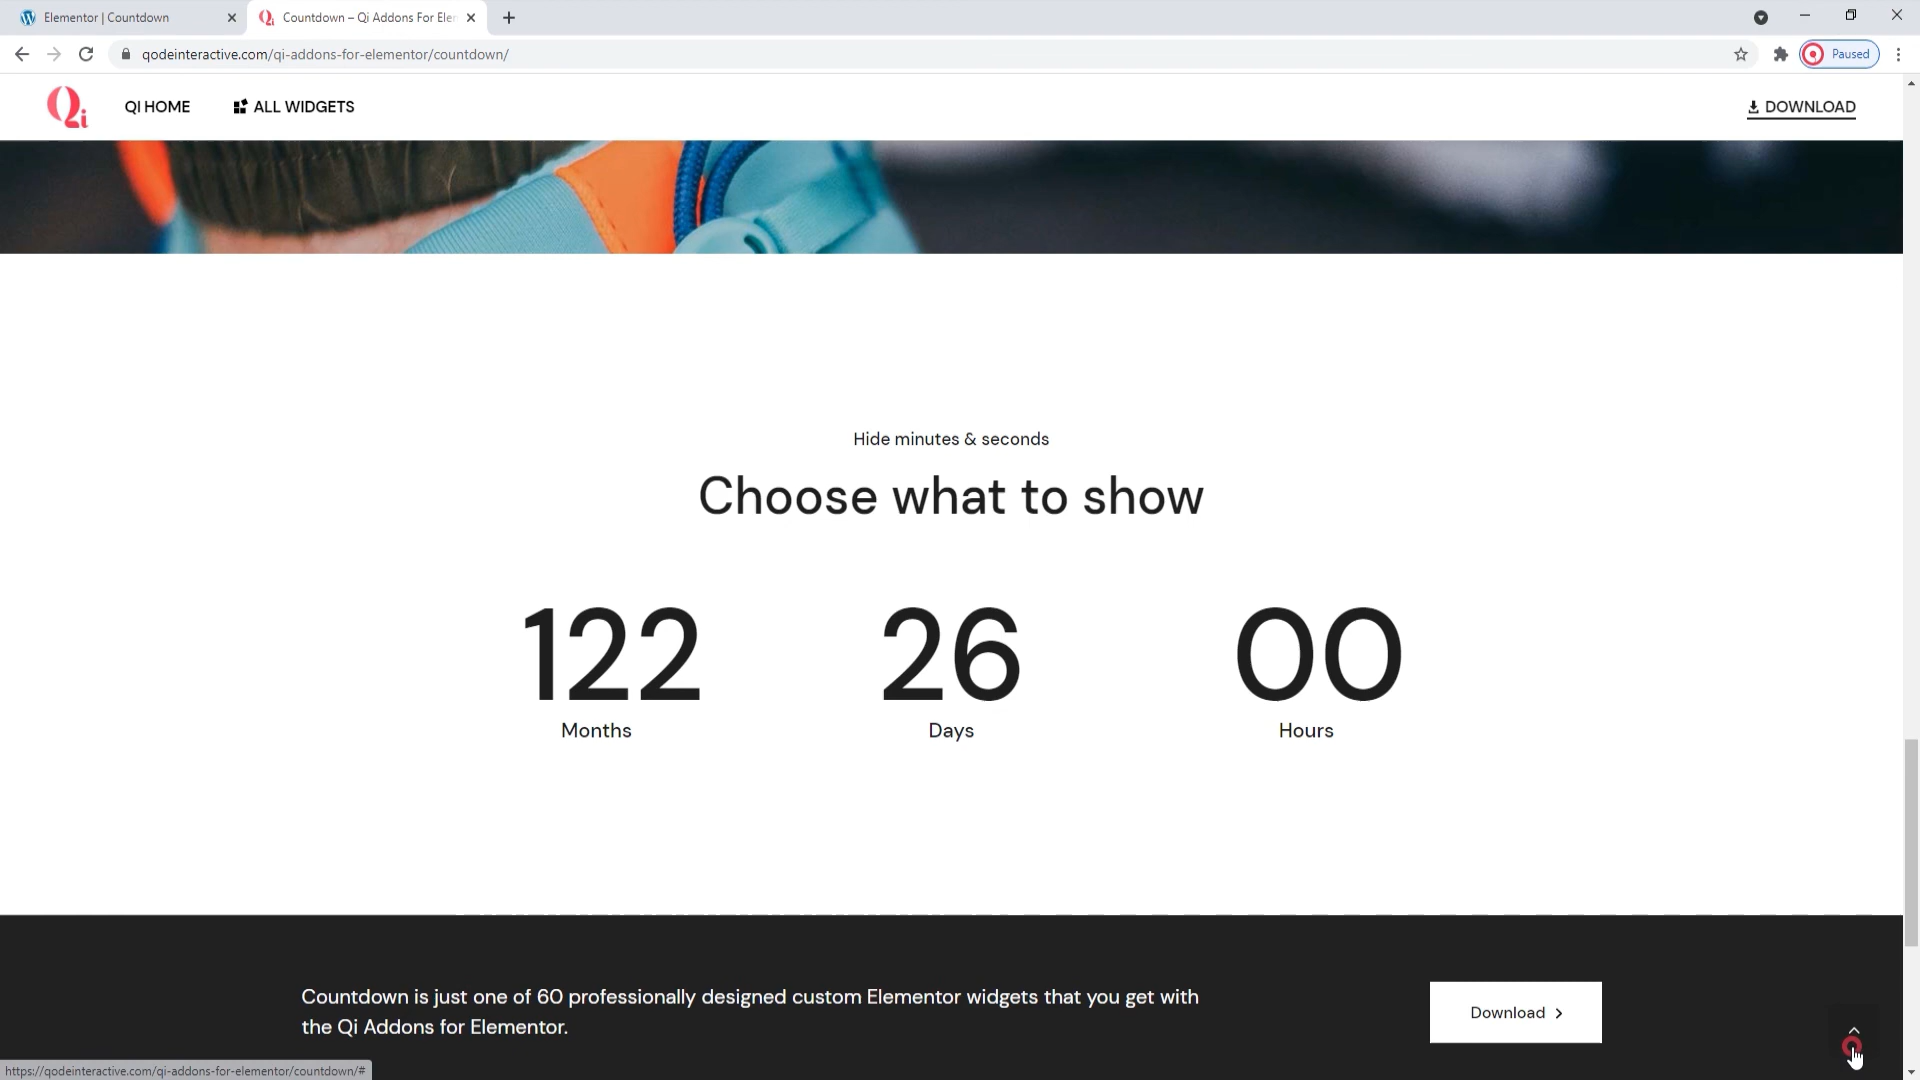 Elementor | Countdown
Countdown – Qi Addons For Ele
qodeinteractive.com/qi-addons-for-elementor/countdown/
Paused
Qi
QI HOME
ALL WIDGETS
DOWNLOAD
Hide minutes & seconds
Choose what to show
122
26
00
Months
Days
Hours
Countdown is just one of 60 professionally designed custom Elementor widgets that you get with
the Qi Addons for Elementor.
Download
https://qodeinteractive.com/qi-addons-for-elementor/countdown/#